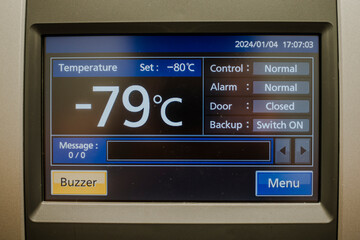 2024/01/04 17:07:03
Temperature Set : -80℃
-79℃
Control : Normal
Alarm : Normal
Door : Closed
Backup : Switch ON
Message :
0 / 0
Buzzer
Menu